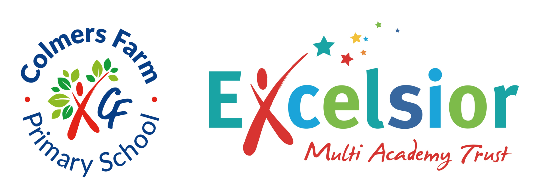 Colmers Farm
CF
Primary School
Excelsior
Multi Academy Trust